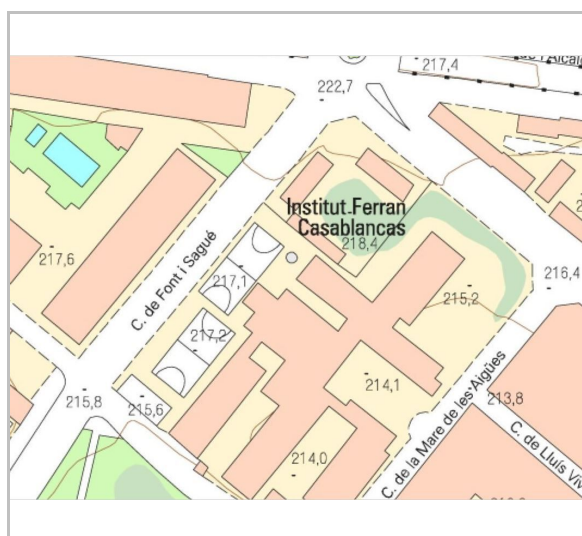 217,4
222,7
Institut Ferran
Casablancas
218,4
217,6
C. de Font i Sagué
217,1
215,2
216,4
217,2
214,1
213,8
215,8
215,6
C. de la Mare de les Aigües
C. de Lluís Viv
214,0